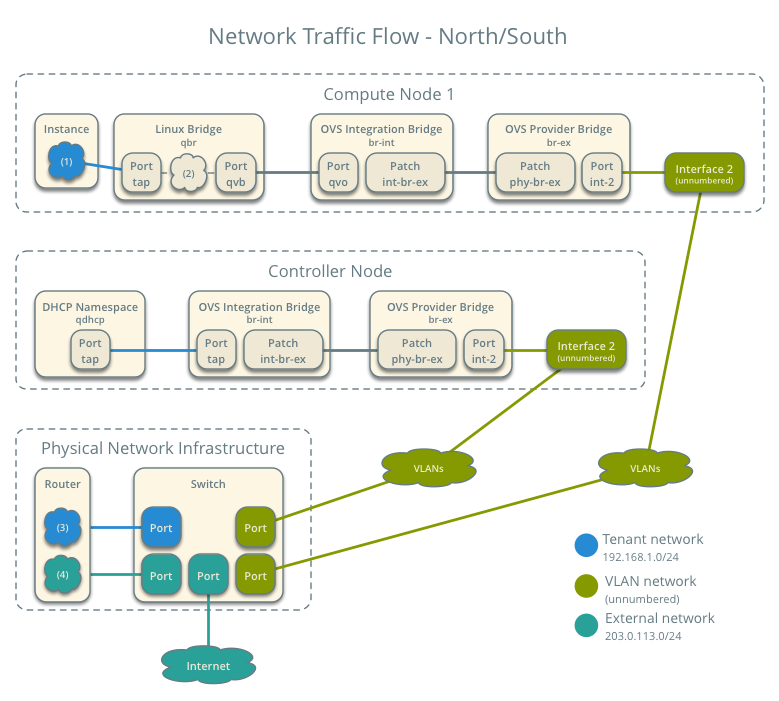 Network Traffic Flow - North/South
Compute Node 1
Instance
(1)
Linux Bridge
qbr
Port
tap
(2)
Port
qvb
OVS Integration Bridge
br-int
Port
qvo
Patch
int-br-ex
OVS Provider Bridge
br-ex
Patch
phy-br-ex
Port
int-2
Interface 2
(unnumbered)
Controller Node
DHCP Namespace
qdhcp
Port
tap
OVS Integration Bridge
br-int
Port
tap
Patch
int-br-ex
OVS Provider Bridge
br-ex
Patch
phy-br-ex
Port
int-2
Interface 2
(unnumbered)
Physical Network Infrastructure
Router
(3)
(4)
Switch
Port
Port
Port
Port
Port
VLANs
VLANs
Internet
Tenant network
192.168.1.0/24
VLAN network
(unnumbered)
External network
203.0.113.0/24